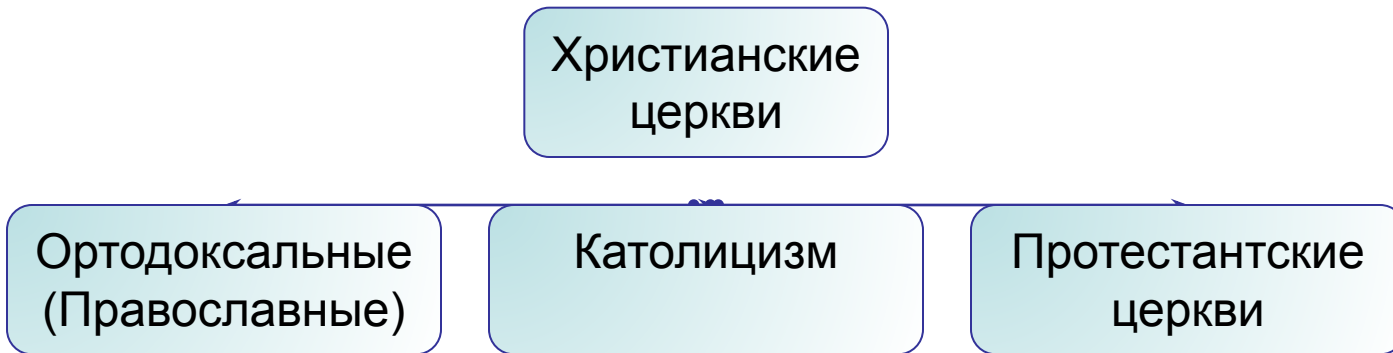 Христианские
церкви
Ортодоксальные
(Православные)
Католицизм
Протестантские
церкви